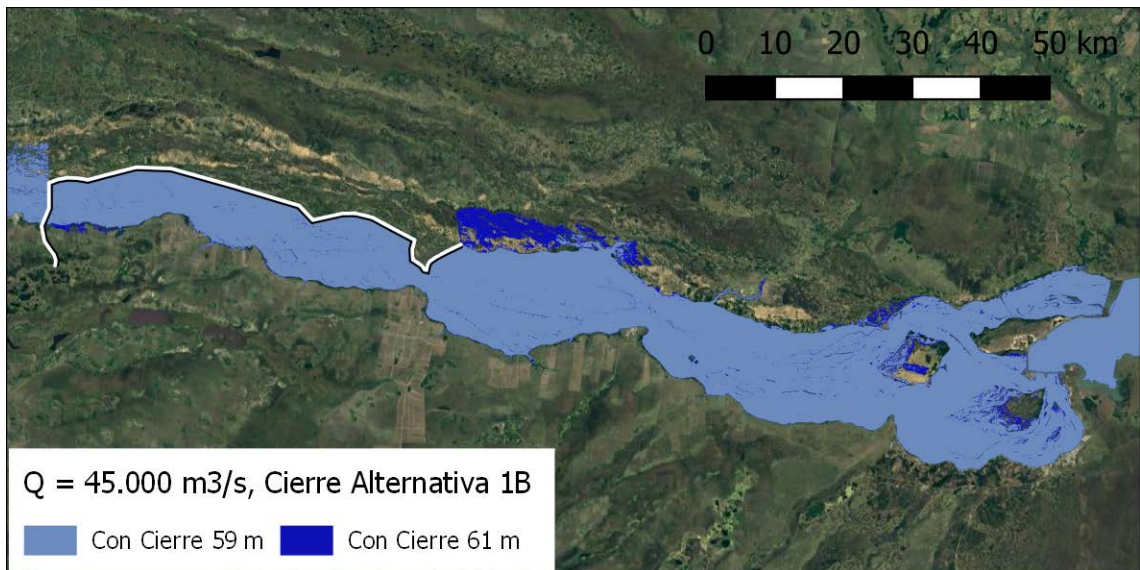 0 10 20 30 40 50 km
Q = 45.000 m3/s, Cierre Alternativa 1B
Con Cierre 59 m Con Cierre 61 m